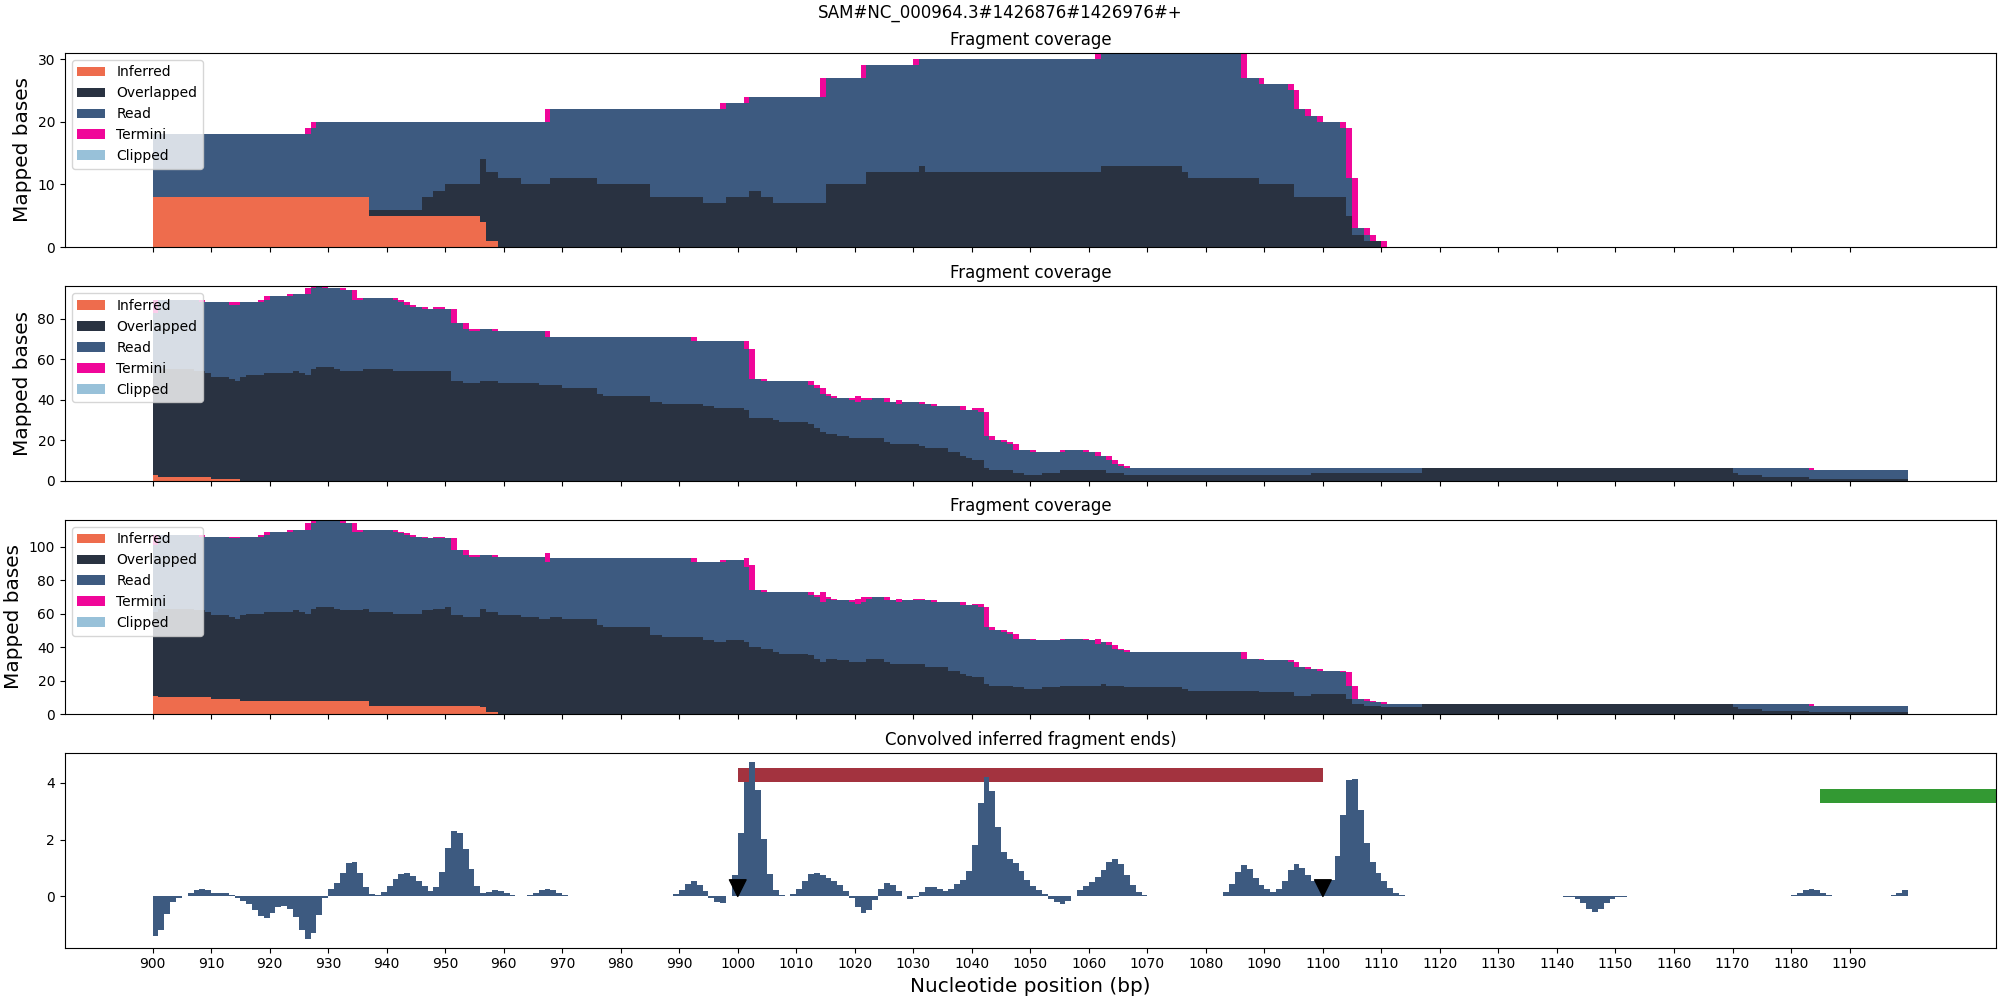 SAM#NC_000964.3#1426876#1426976#+
Fragment coverage
30
20
10
0
Mapped bases
Inferred
Overlapped
Read
Termini
Clipped
Fragment coverage
80
60
40
20
0
Mapped bases
Inferred
Overlapped
Read
Termini
Clipped
Fragment coverage
100
80
60
40
20
0
Mapped bases
Inferred
Overlapped
Read
Termini
Clipped
Convolved inferred fragment ends)
4
2
0
900 910 920 930 940 950 960 970 980 990 1000 1010 1020 1030 1040 1050 1060 1070 1080 1090 1100 1110 1120 1130 1140 1150 1160 1170 1180 1190
Nucleotide position (bp)